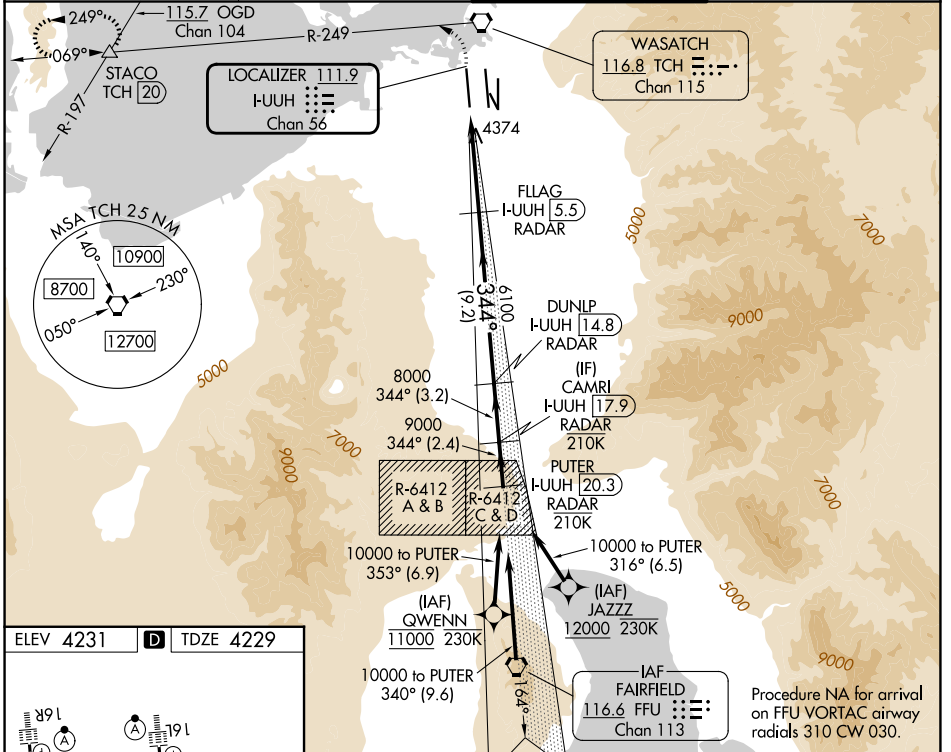 249°
069°
115.7 OGD
Chan 104
R-249
STACO
TCH 20
R-197
LOCALIZER 111.9
I-UUH
Chan 56
WASATCH
116.8 TCH
Chan 115
4374
FLLAG
I-UUH 5.5
RADAR
5000
7000
MSA TCH 25 NM
140°
10900
8700
230°
050°
12700
6100
344°
(9.2)
DUNLP
I-UUH 14.8
RADAR
9000
5000
(IF)
CAMRI
I-UUH 17.9
RADAR
210K
8000
344° (3.2)
9000
344° (2.4)
7000
9000
PUTER
I-UUH 20.3
RADAR
210K
R-6412
A & B
R-6412
C & D
7000
10000 to PUTER
353° (6.9)
10000 to PUTER
316° (6.5)
(IAF)
QWENN
11000 230K
(IAF)
JAZZZ
12000 230K
5000
10000 to PUTER
340° (9.6)
164°
IAF
FAIRFIELD
116.6 FFU
Chan 113
9000
Procedure NA for arrival
on FFU VORTAC airway
radials 310 CW 030.
ELEV 4231 D TDZE 4229
16R
A
A
16L